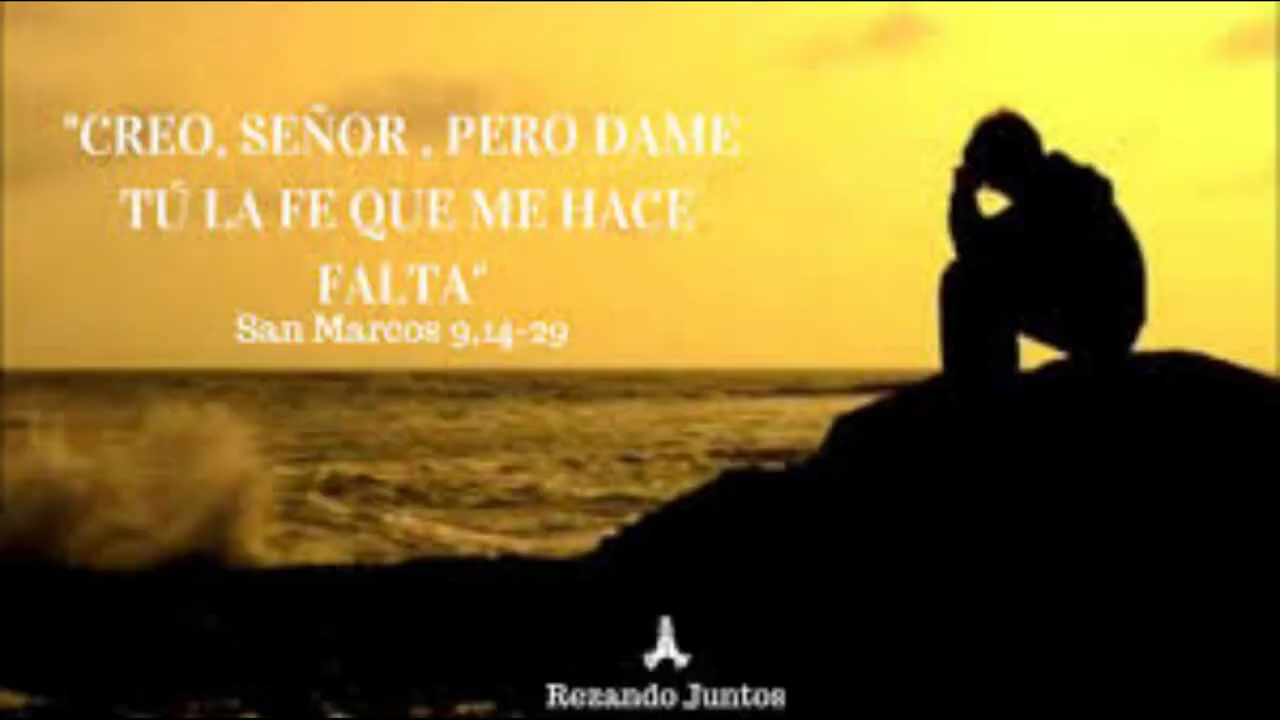 "CREO, SEÑOR , PERO DAME
TÚ LA FE QUE ME HACE
FALTA"
San Marcos 9,14-29
Rezando Juntos